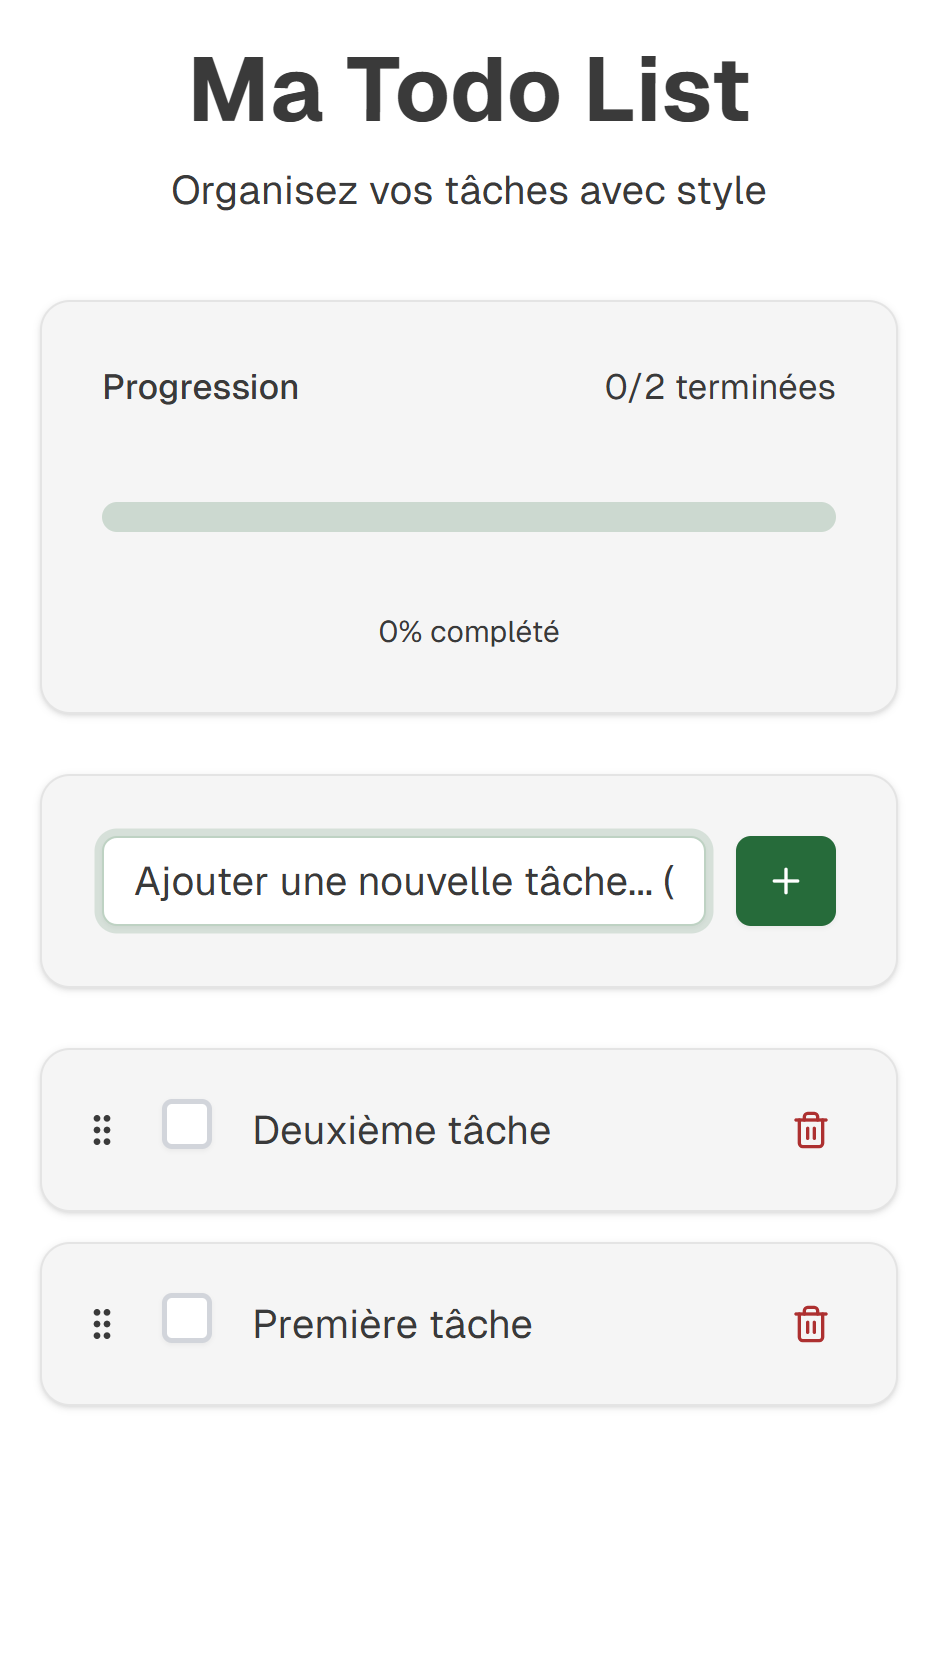 Ma Todo List
Organisez vos tâches avec style
Progression 0/2 terminées
0% complété
Ajouter une nouvelle tâche... (
Deuxième tâche
Première tâche